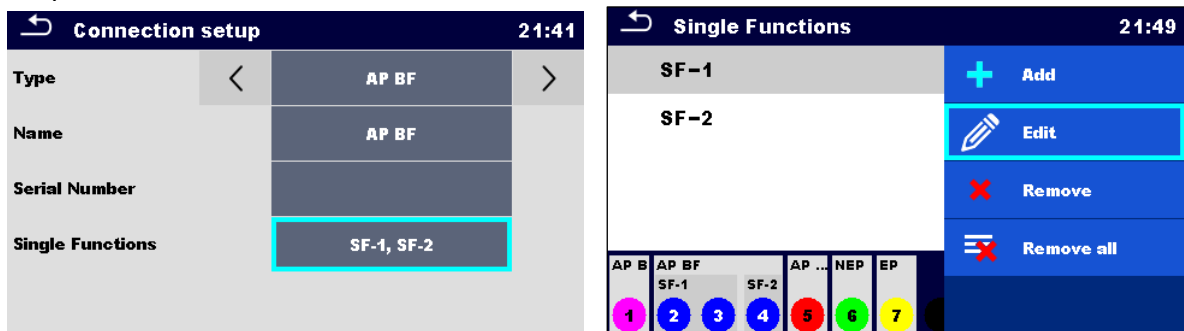 Connection setup 21:41
Type < AP BF >
Name AP BF
Serial Number
Single Functions SF-1, SF-2
Single Functions 21:49
SF-1
SF-2
Add
Edit
Remove
Remove all
AP B AP BF AP ... NEP EP
SF-1 SF-2
1 2 3 4 5 6 7